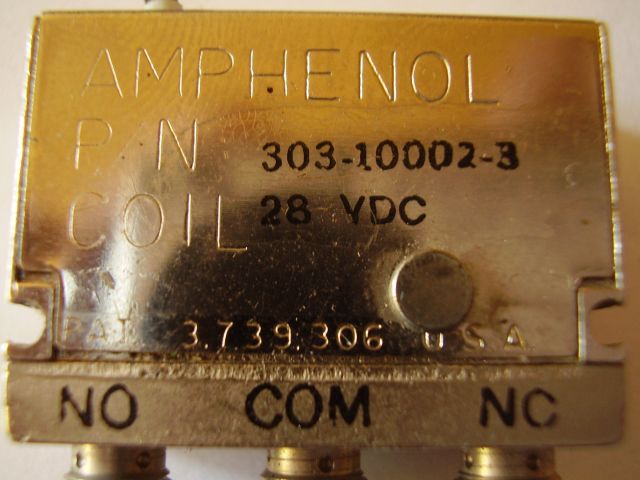 AMPHENOL
P/N 303-10002-3
COIL 28 VDC
PAT. 3,739,306 U.S.A.
NO COM NC